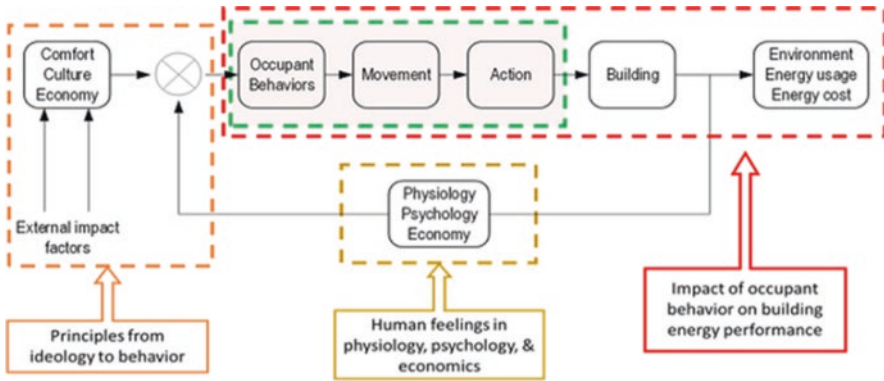 Comfort
Culture
Economy
Occupant
Behaviors
Movement
Action
Building
Environment
Energy usage
Energy cost
External impact
factors
Physiology
Psychology
Economy
Principles from
ideology to behavior
Human feelings in
physiology, psychology, &
economics
Impact of occupant
behavior on building
energy performance